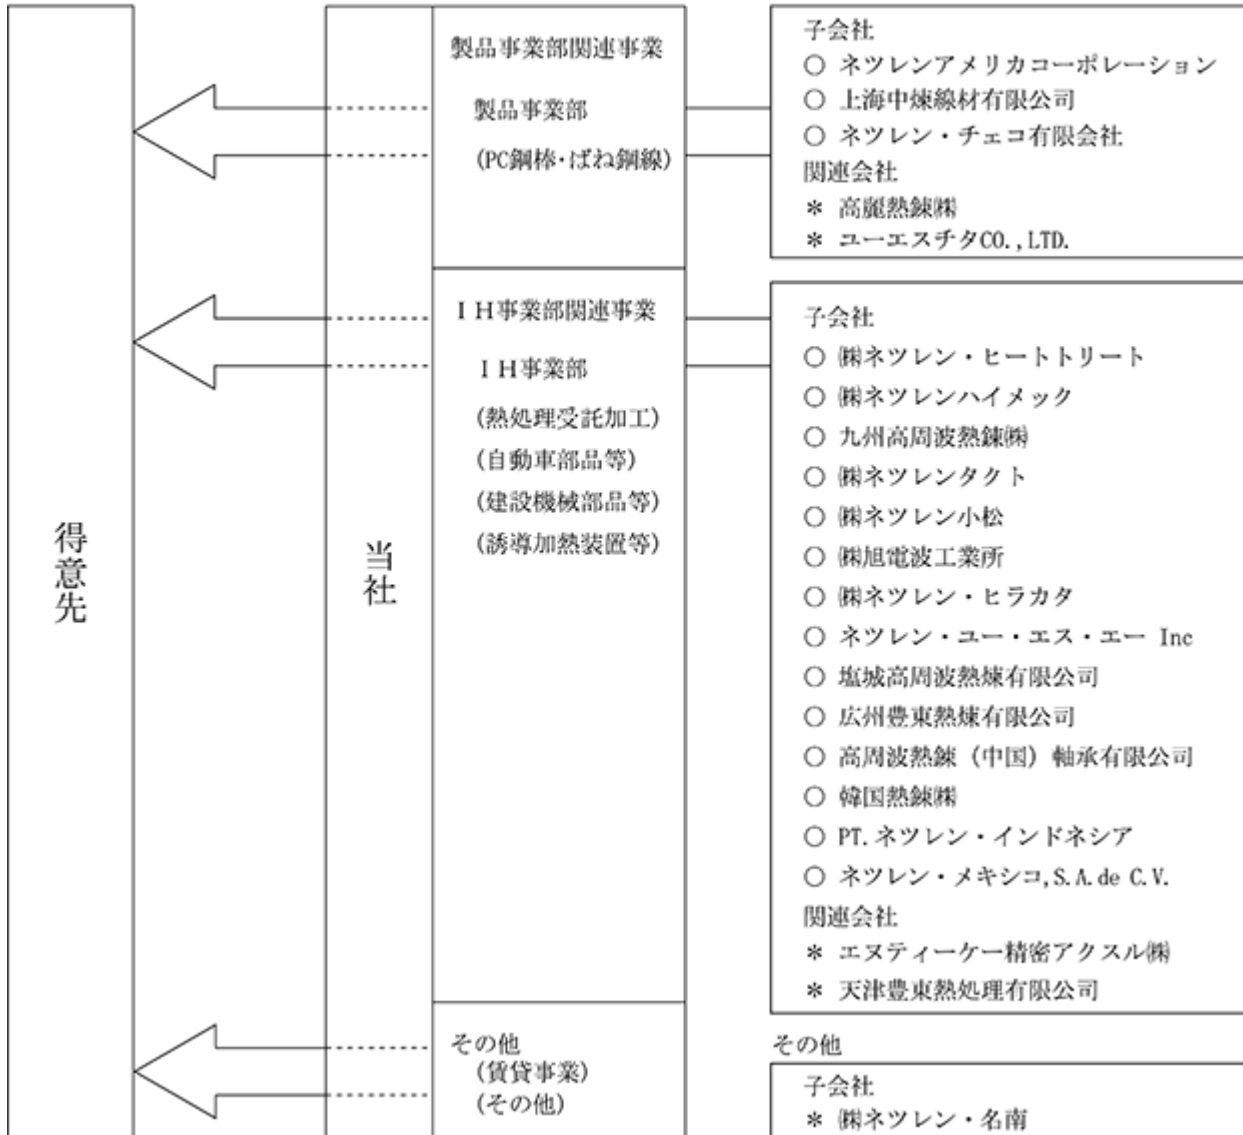 得意先
当社
製品事業部関連事業
製品事業部
(PC鋼棒・ばね鋼線)
子会社
○ ネツレンアメリカコーポレーション
○ 上海中煉線材有限公司
○ ネツレン・チェコ有限会社
関連会社
* 高麗熱錬㈱
* ユーエスチタCO.,LTD.
ＩＨ事業部関連事業
ＩＨ事業部
(熱処理受託加工)
(自動車部品等)
(建設機械部品等)
(誘導加熱装置等)
子会社
○ ㈱ネツレン・ヒートトリート
○ ㈱ネツレンハイメック
○ 九州高周波熱錬㈱
○ ㈱ネツレンタクト
○ ㈱ネツレン小松
○ ㈱旭電波工業所
○ ㈱ネツレン・ヒラカタ
○ ネツレン・ユー・エス・エー Inc
○ 塩城高周波熱煉有限公司
○ 広州豊東熱煉有限公司
○ 高周波熱錬（中国）軸承有限公司
○ 韓国熱錬㈱
○ PT.ネツレン・インドネシア
○ ネツレン・メキシコ,S.A.de C.V.
関連会社
* エヌティーケー精密アクスル㈱
* 天津豊東熱処理有限公司
その他
(賃貸事業)
(その他)
その他
子会社
* ㈱ネツレン・名南